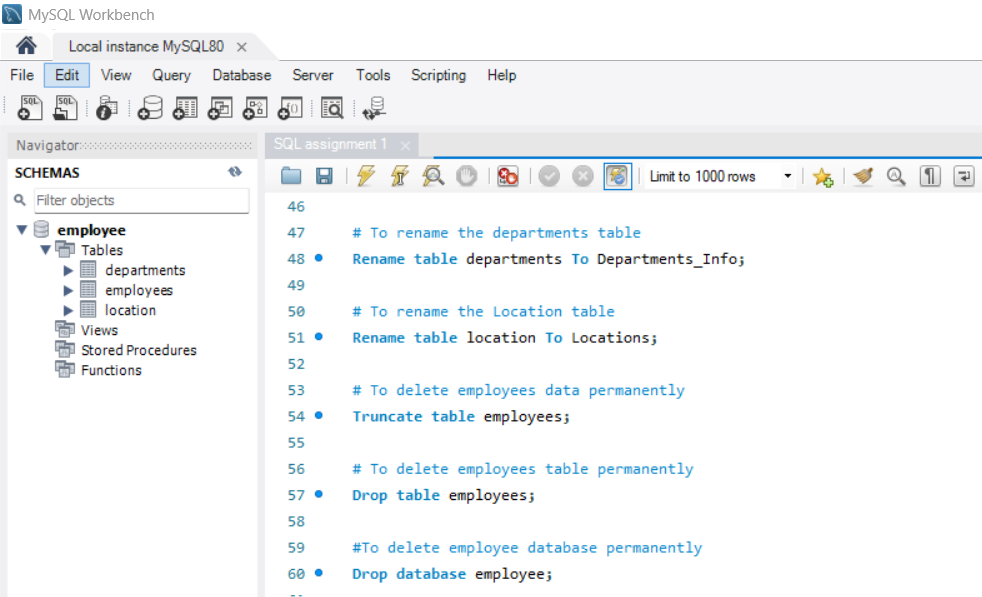 MySQL Workbench
Local instance MySQL80
File Edit View Query Database Server Tools Scripting Help
SQL SQL
Navigator
SQL assignment 1
SCHEMAS
Limit to 1000 rows
Filter objects
employee
Tables
departments
employees
location
Views
Stored Procedures
Functions
46
47 # To rename the departments table
48 Rename table departments To Departments_Info;
49
50 # To rename the Location table
51 Rename table location To Locations;
52
53 # To delete employees data permanently
54 Truncate table employees;
55
56 # To delete employees table permanently
57 Drop table employees;
58
59 #To delete employee database permanently
60 Drop database employee;